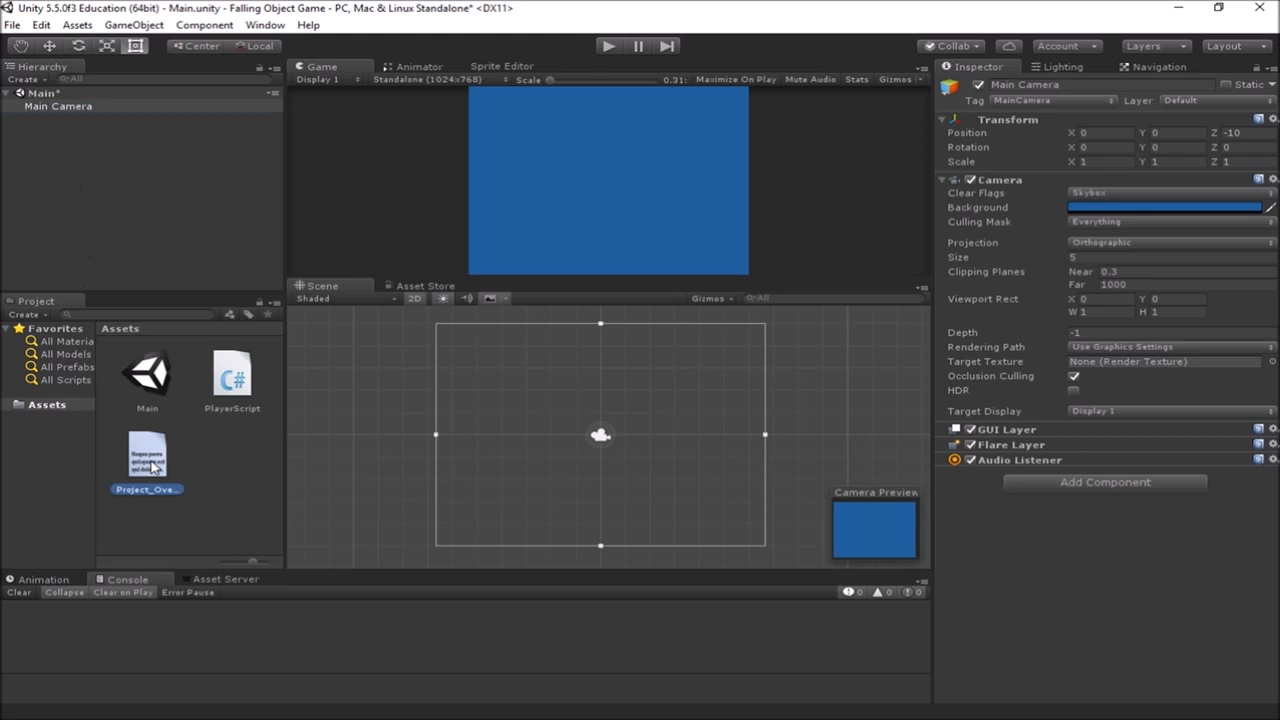 Unity 5.5.0f3 Education (64bit) - Main.unity - Falling Object Game - PC, Mac & Linux Standalone* <DX11>
File Edit Assets GameObject Component Window Help
Center Local
Collab Account Layers Layout
Hierarchy
Create All
Main*
Main Camera
Game Animator Sprite Editor
Display 1 Standalone (1024x768) Scale 0.31: Maximize On Play Mute Audio Stats Gizmos
Scene Asset Store
Shaded 2D Gizmos All
Camera Preview
Project
Create
Favorites
All Materia
All Models
All Prefabs
All Scripts
Assets
Assets
Main
PlayerScript
Project_Ove...
Animation Console Asset Server
Clear Collapse Clear on Play Error Pause 0 0 0
Inspector Lighting Navigation
Main Camera Static
Tag MainCamera Layer Default
Transform
Position X 0 Y 0 Z -10
Rotation X 0 Y 0 Z 0
Scale X 1 Y 1 Z 1
Camera
Clear Flags Skybox
Background
Culling Mask Everything
Projection Orthographic
Size 5
Clipping Planes Near 0.3
Far 1000
Viewport Rect X 0 Y 0
W 1 H 1
Depth -1
Rendering Path Use Graphics Settings
Target Texture None (Render Texture)
Occlusion Culling
HDR
Target Display Display 1
GUI Layer
Flare Layer
Audio Listener
Add Component